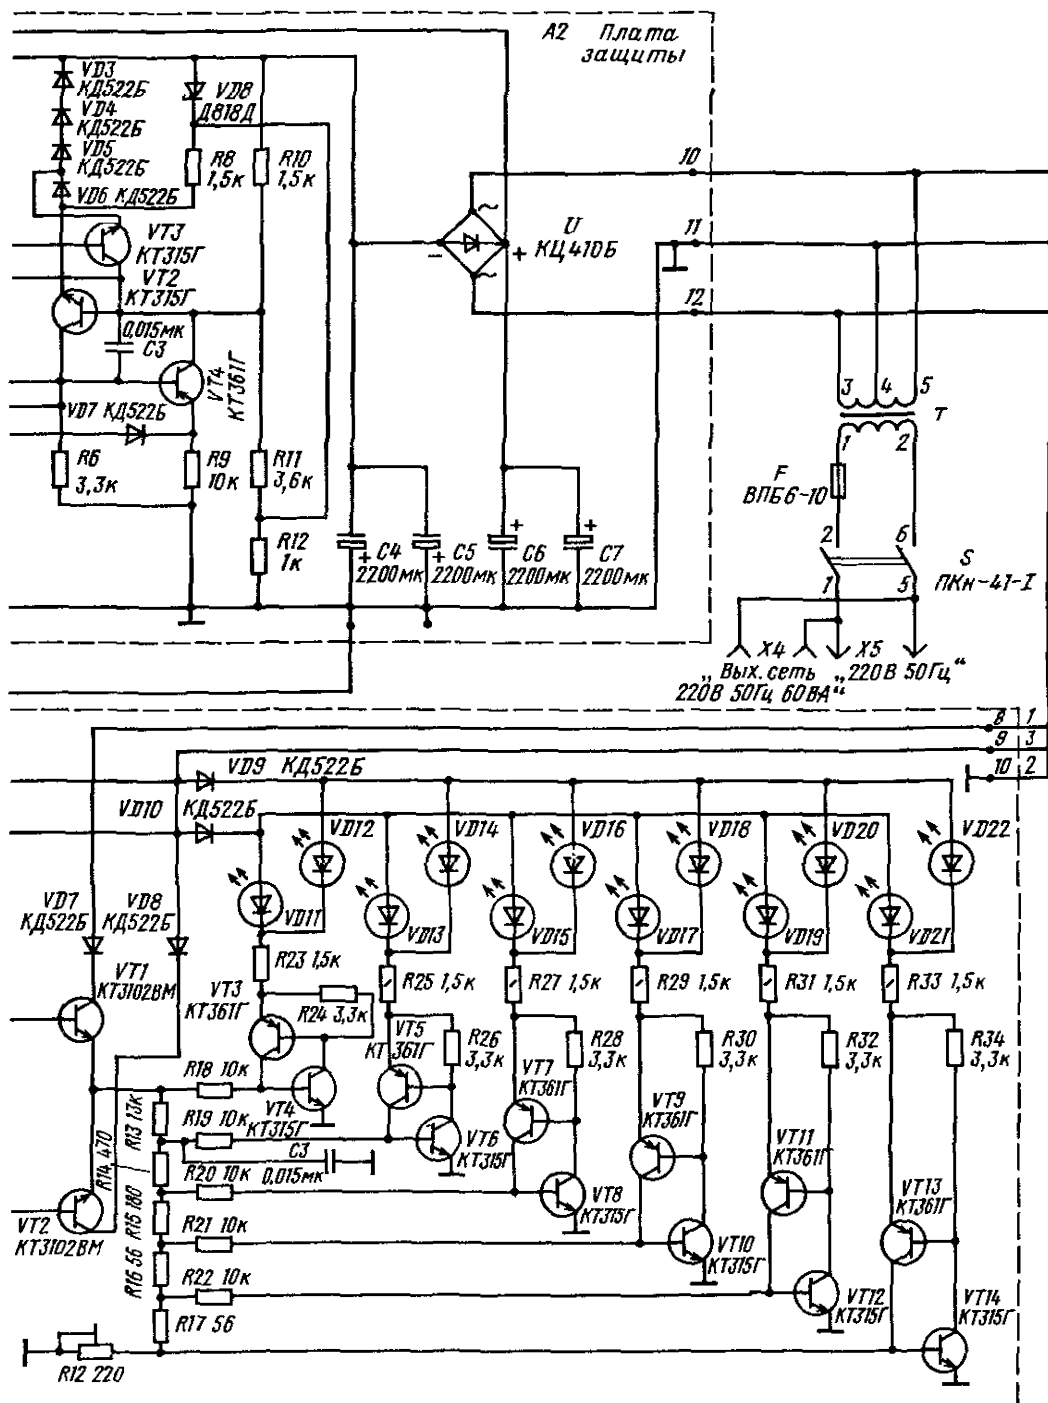 А2 Плата
защиты
VD3
КД522Б
VD4
КД522Б
VD5
КД522Б
VD6 КД522Б
VD8
Д818Д
R8
1,5к
R10
1,5к
VT3
КТ315Г
VT2
КТ315Г
0,015мк
C3
VT4
КТ361Г
VD7 КД522Б
R6
3,3к
R9
10к
R11
3,6к
R12
1к
~
~
−
+
U
КЦ410Б
10
11
12
+ C4
2200мк
+ C5
2200мк
+ C6
2200мк
+ C7
2200мк
3 4 5
Т
1 2
F
ВПБ6-10
2 6
1 5
S
ПКн-41-I
X4
„Вых. сеть
220В 50Гц 60ВА“
X5
„220В 50Гц“
8 1
9 3
10 2
VD9 КД522Б
VD10 КД522Б
VD12
VD14
VD16
VD18
VD20
VD22
VD7
КД522Б
VD8
КД522Б
VD11
VD13
VD15
VD17
VD19
VD21
R23 1,5к
R25 1,5к
R27 1,5к
R29 1,5к
R31 1,5к
R33 1,5к
VT1
КТ3102ВМ
VT3
КТ361Г
R24 3,3к
VT5
КТ361Г
R26
3,3к
R28
3,3к
R30
3,3к
R32
3,3к
R34
3,3к
R18 10к
VT4
КТ315Г
VT7
КТ361Г
VT9
КТ361Г
R13 13к
R19 10к
VT6
КТ315Г
VT11
КТ361Г
R14 470
C3
0,015мк
R20 10к
R15 180
VT8
КТ315Г
VT13
КТ361Г
VT2
КТ3102ВМ
R21 10к
VT10
КТ315Г
R16 56
R22 10к
VT12
КТ315Г
VT14
КТ315Г
R17 56
R12 220